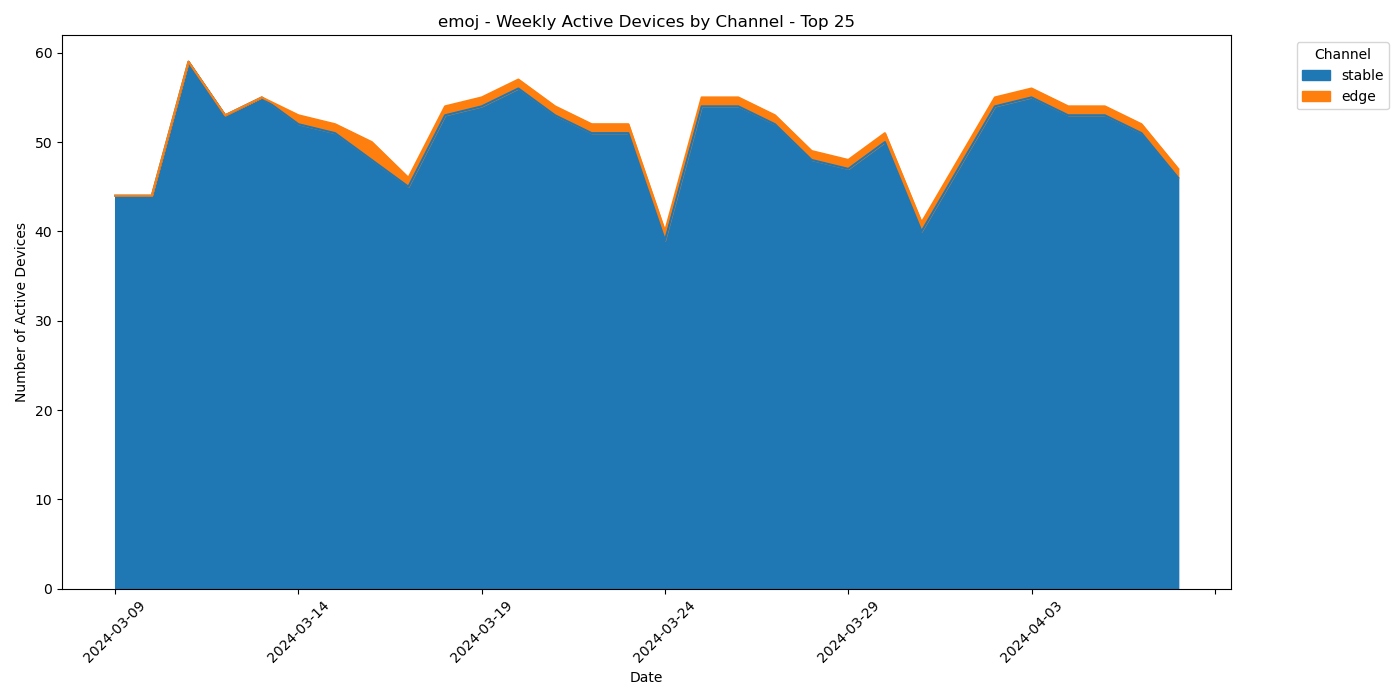 emoj - Weekly Active Devices by Channel - Top 25
Channel
stable
edge
Number of Active Devices
60
50
40
30
20
10
0
2024-03-09
2024-03-14
2024-03-19
2024-03-24
2024-03-29
2024-04-03
Date